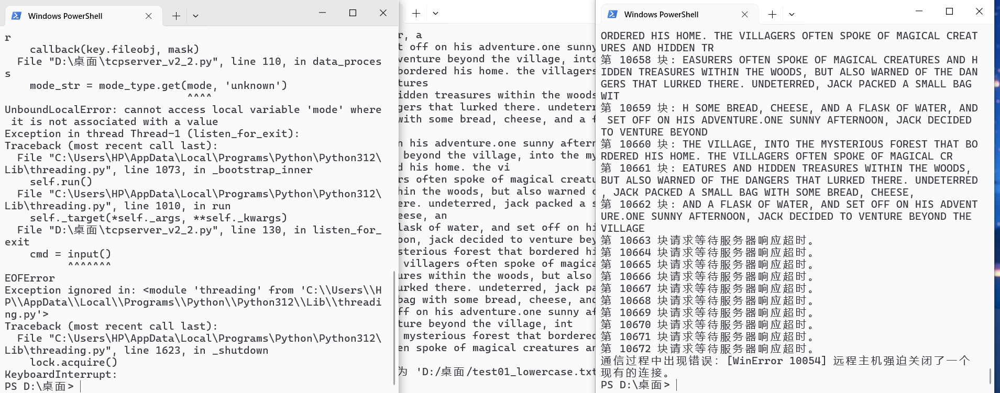 Windows PowerShell
r
callback(key.fileobj, mask)
File "D:\桌面\tcpserver_v2_2.py", line 110, in data_proces
s
mode_str = mode_type.get(mode, 'unknown')
^^^^
UnboundLocalError: cannot access local variable 'mode' where
it is not associated with a value
Exception in thread Thread-1 (listen_for_exit):
Traceback (most recent call last):
File "C:\Users\HP\AppData\Local\Programs\Python\Python312\
Lib\threading.py", line 1073, in _bootstrap_inner
self.run()
File "C:\Users\HP\AppData\Local\Programs\Python\Python312\
Lib\threading.py", line 1010, in run
self._target(*self._args, **self._kwargs)
File "D:\桌面\tcpserver_v2_2.py", line 130, in listen_for_
exit
cmd = input()
^^^^^^^
EOFError
Exception ignored in: <module 'threading' from 'C:\\Users\\H
P\\AppData\\Local\\Programs\\Python\\Python312\\Lib\\threadi
ng.py'>
Traceback (most recent call last):
File "C:\Users\HP\AppData\Local\Programs\Python\Python312\
Lib\threading.py", line 1623, in _shutdown
lock.acquire()
KeyboardInterrupt:
PS D:\桌面>
r, a
t off on his adventure.one sunny
venture beyond the village, into
bordered his home. the villagers
tures
idden treasures within the woods
gers that lurked there. undeterr
with some bread, cheese, and a f
n his adventure.one sunny aftern
beyond the village, into the my
d his home. the vi
rs often spoke of magical creatu
hin the woods, but also warned o
ere. undeterred, jack packed a s
eese, an
lask of water, and set off on hi
oon, jack decided to venture bey
sterious forest that bordered hi
villagers often spoke of magica
ures within the woods, but also
urked there. undeterred, jack pa
bag with some bread, cheese, and
ff on his adventure.one sunny af
ture beyond the village, int
mysterious forest that bordered
en spoke of magical creatures an
为 'D:/桌面/test01_lowercase.txt
Windows PowerShell
ORDERED HIS HOME. THE VILLAGERS OFTEN SPOKE OF MAGICAL CREAT
URES AND HIDDEN TR
第 10658 块: EASURERS OFTEN SPOKE OF MAGICAL CREATURES AND H
IDDEN TREASURES WITHIN THE WOODS, BUT ALSO WARNED OF THE DAN
GERS THAT LURKED THERE. UNDETERRED, JACK PACKED A SMALL BAG
WIT
第 10659 块: H SOME BREAD, CHEESE, AND A FLASK OF WATER, AND
SET OFF ON HIS ADVENTURE.ONE SUNNY AFTERNOON, JACK DECIDED
TO VENTURE BEYOND
第 10660 块: THE VILLAGE, INTO THE MYSTERIOUS FOREST THAT BO
RDERED HIS HOME. THE VILLAGERS OFTEN SPOKE OF MAGICAL CR
第 10661 块: EATURES AND HIDDEN TREASURES WITHIN THE WOODS,
BUT ALSO WARNED OF THE DANGERS THAT LURKED THERE. UNDETERRED
, JACK PACKED A SMALL BAG WITH SOME BREAD, CHEESE,
第 10662 块: AND A FLASK OF WATER, AND SET OFF ON HIS ADVENT
URE.ONE SUNNY AFTERNOON, JACK DECIDED TO VENTURE BEYOND THE
VILLAGE
第 10663 块请求等待服务器响应超时。
第 10664 块请求等待服务器响应超时。
第 10665 块请求等待服务器响应超时。
第 10666 块请求等待服务器响应超时。
第 10667 块请求等待服务器响应超时。
第 10668 块请求等待服务器响应超时。
第 10669 块请求等待服务器响应超时。
第 10670 块请求等待服务器响应超时。
第 10671 块请求等待服务器响应超时。
第 10672 块请求等待服务器响应超时。
通信过程中出现错误: [WinError 10054] 远程主机强迫关闭了一个
现有的连接。
PS D:\桌面>